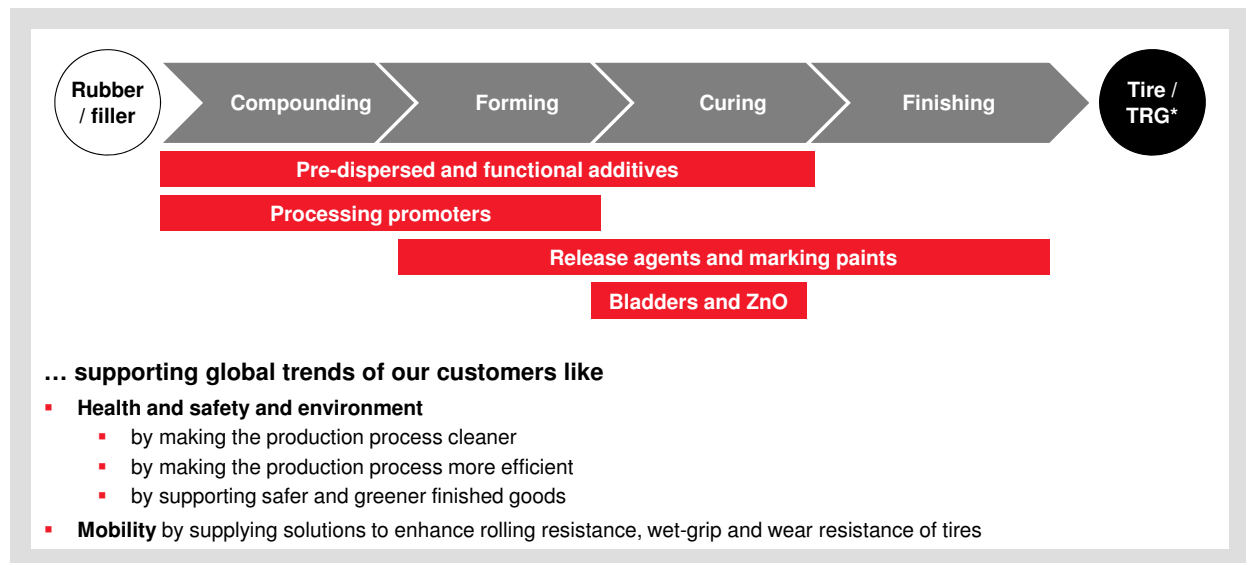 Rubber
/ filler
Compounding
Forming
Curing
Finishing
Tire /
TRG*
Pre-dispersed and functional additives
Processing promoters
Release agents and marking paints
Bladders and ZnO
… supporting global trends of our customers like
▪ Health and safety and environment
▪ by making the production process cleaner
▪ by making the production process more efficient
▪ by supporting safer and greener finished goods
▪ Mobility by supplying solutions to enhance rolling resistance, wet-grip and wear resistance of tires